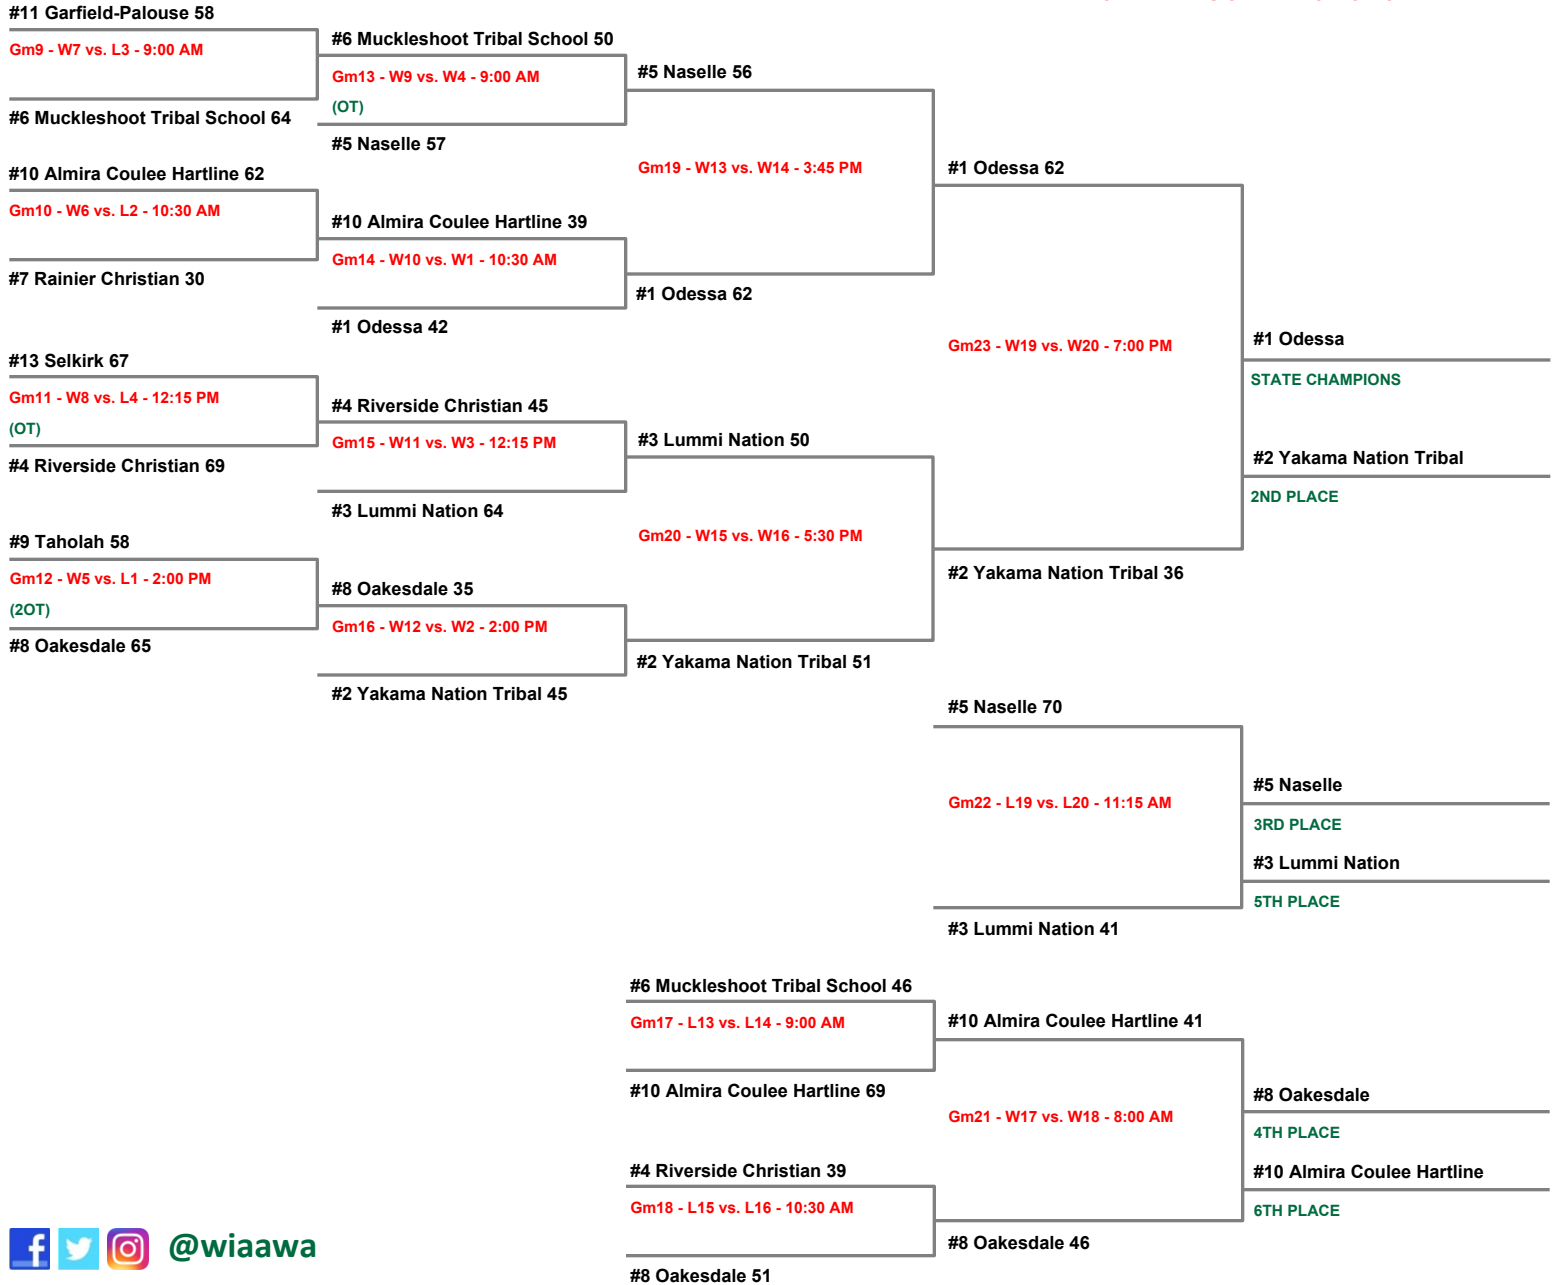 #11 Garfield-Palouse 58
Gm9 - W7 vs. L3 - 9:00 AM
#6 Muckleshoot Tribal School 64
#10 Almira Coulee Hartline 62
Gm10 - W6 vs. L2 - 10:30 AM
#7 Rainier Christian 30
#13 Selkirk 67
Gm11 - W8 vs. L4 - 12:15 PM
(OT)
#4 Riverside Christian 69
#9 Taholah 58
Gm12 - W5 vs. L1 - 2:00 PM
(2OT)
#8 Oakesdale 65
#6 Muckleshoot Tribal School 50
Gm13 - W9 vs. W4 - 9:00 AM
(OT)
#5 Naselle 57
#10 Almira Coulee Hartline 39
Gm14 - W10 vs. W1 - 10:30 AM
#1 Odessa 42
#4 Riverside Christian 45
Gm15 - W11 vs. W3 - 12:15 PM
#3 Lummi Nation 64
#8 Oakesdale 35
Gm16 - W12 vs. W2 - 2:00 PM
#2 Yakama Nation Tribal 45
#5 Naselle 56
Gm19 - W13 vs. W14 - 3:45 PM
#1 Odessa 62
#3 Lummi Nation 50
Gm20 - W15 vs. W16 - 5:30 PM
#2 Yakama Nation Tribal 51
#1 Odessa 62
Gm23 - W19 vs. W20 - 7:00 PM
#2 Yakama Nation Tribal 36
#1 Odessa
STATE CHAMPIONS
#2 Yakama Nation Tribal
2ND PLACE
#5 Naselle 70
Gm22 - L19 vs. L20 - 11:15 AM
#3 Lummi Nation 41
#5 Naselle
3RD PLACE
#3 Lummi Nation
5TH PLACE
#6 Muckleshoot Tribal School 46
Gm17 - L13 vs. L14 - 9:00 AM
#10 Almira Coulee Hartline 69
#4 Riverside Christian 39
Gm18 - L15 vs. L16 - 10:30 AM
#8 Oakesdale 51
#10 Almira Coulee Hartline 41
Gm21 - W17 vs. W18 - 8:00 AM
#8 Oakesdale 46
#8 Oakesdale
4TH PLACE
#10 Almira Coulee Hartline
6TH PLACE
@wiaawa